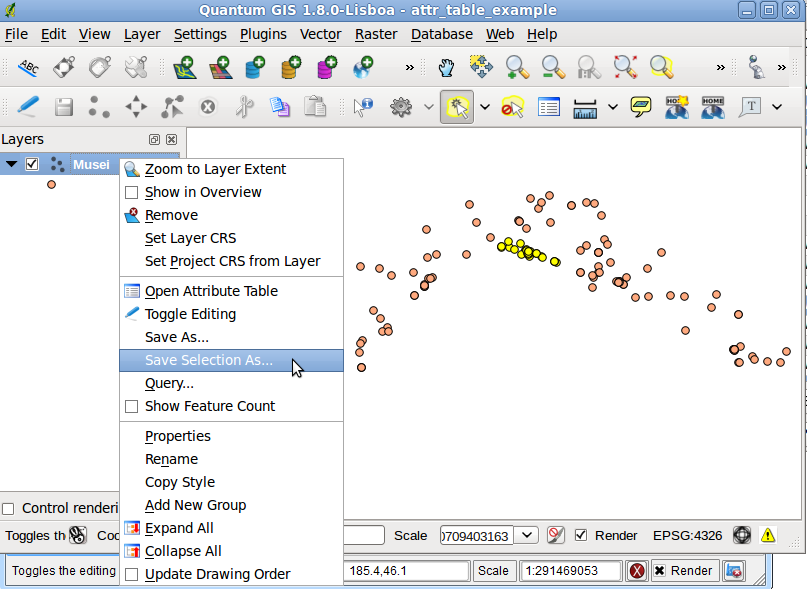 Quantum GIS 1.8.0-Lisboa - attr_table_example
File Edit View Layer Settings Plugins Vector Raster Database Web Help
ABC
»
»
»
HOME
T
Layers
Musei
Zoom to Layer Extent
Show in Overview
Remove
Set Layer CRS
Set Project CRS from Layer
Open Attribute Table
Toggle Editing
Save As...
Save Selection As...
Query...
Show Feature Count
Properties
Rename
Copy Style
Add New Group
Expand All
Collapse All
Update Drawing Order
Control renderi
Toggles th Coo Scale 0709403163 Render EPSG:4326
Toggles the editing 185.4,46.1 Scale 1:291469053 Render